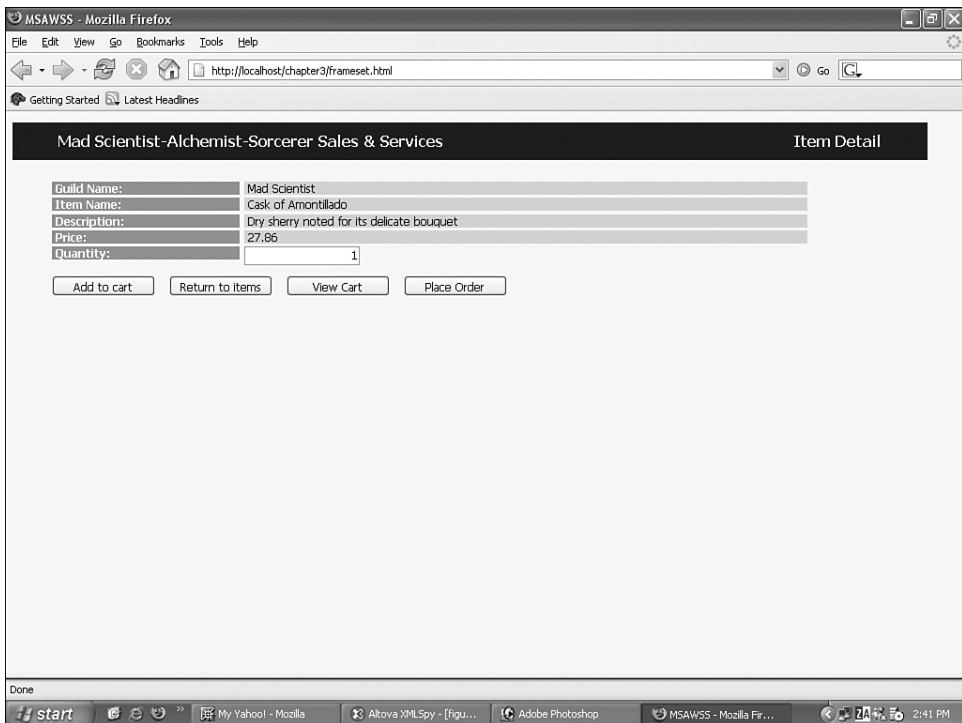 MSAWSS - Mozilla Firefox
File Edit View Go Bookmarks Tools Help
http://localhost/chapter3/frameset.html Go G
Getting Started Latest Headlines
Mad Scientist-Alchemist-Sorcerer Sales & Services Item Detail
Guild Name: Mad Scientist
Item Name: Cask of Amontillado
Description: Dry sherry noted for its delicate bouquet
Price: 27.86
Quantity: 1
Add to cart Return to items View Cart Place Order
Done
start » My Yahoo! - Mozilla Altova XMLSpy - [figu... Adobe Photoshop MSAWSS - Mozilla Fir... ZA 2:41 PM